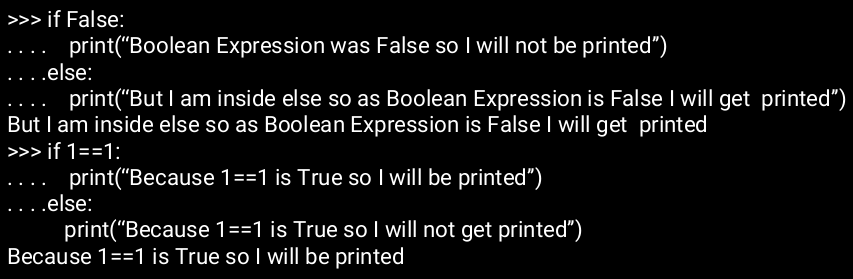 >>> if False:
. . . .    print(“Boolean Expression was False so I will not be printed”)
. . . .else:
. . . .    print(“But I am inside else so as Boolean Expression is False I will get  printed”)
But I am inside else so as Boolean Expression is False I will get  printed
>>> if 1==1:
. . . .    print(“Because 1==1 is True so I will be printed”)
. . . .else:
           print(“Because 1==1 is True so I will not get printed”)
Because 1==1 is True so I will be printed